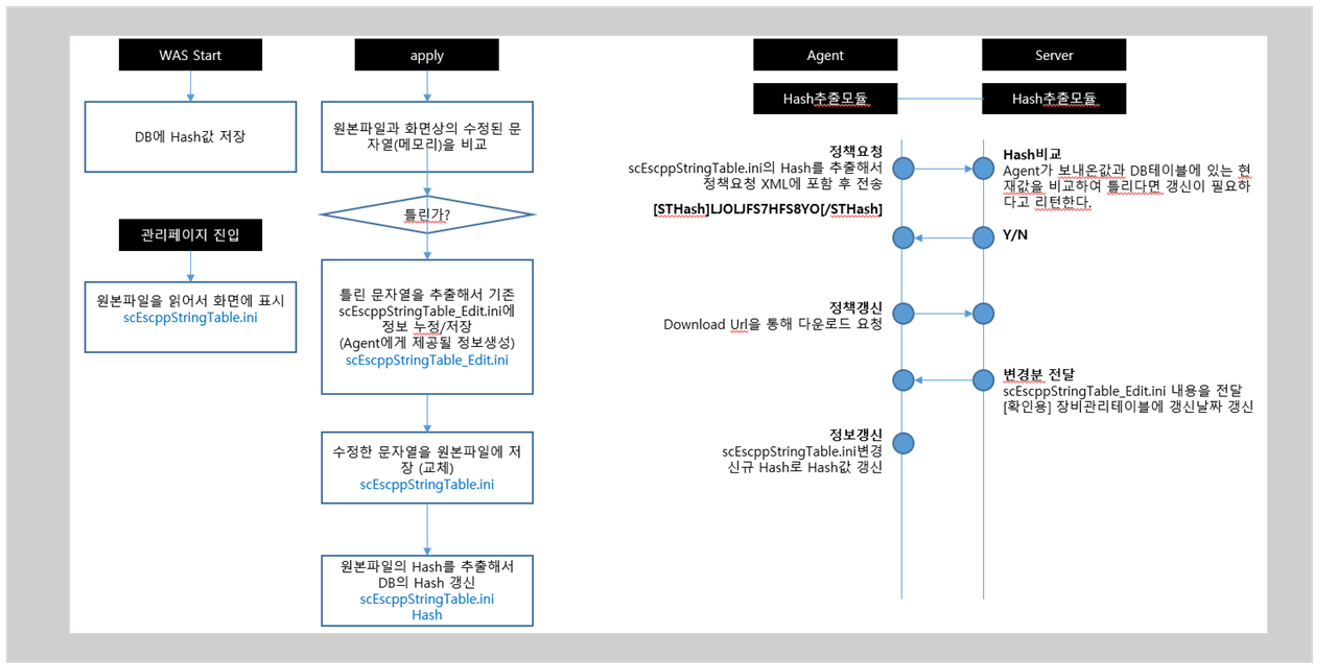 WAS Start
DB에 Hash값 저장
관리페이지 진입
원본파일을 읽어서 화면에 표시
scEscppStringTable.ini
apply
원본파일과 화면상의 수정된 문
자열(메모리)을 비교
틀린가?
틀린 문자열을 추출해서 기존
scEscppStringTable_Edit.ini에
정보 누정/저장
(Agent에게 제공될 정보생성)
scEscppStringTable_Edit.ini
수정한 문자열을 원본파일에 저
장 (교체)
scEscppStringTable.ini
원본파일의 Hash를 추출해서
DB의 Hash 갱신
scEscppStringTable.ini
Hash
Agent
Server
Hash추출모듈
Hash추출모듈
정책요청
scEscppStringTable.ini의 Hash를 추출해서
정책요청 XML에 포함 후 전송
[STHash]LJOLJFS7HFS8YO[/STHash]
Hash비교
Agent가 보내온값과 DB테이블에 있는 현
재값을 비교하여 틀리다면 갱신이 필요하
다고 리턴한다.
Y/N
정책갱신
Download Url을 통해 다운로드 요청
변경분 전달
scEscppStringTable_Edit.ini 내용을 전달
[확인용] 장비관리테이블에 갱신날짜 갱신
정보갱신
scEscppStringTable.ini변경
신규 Hash로 Hash값 갱신